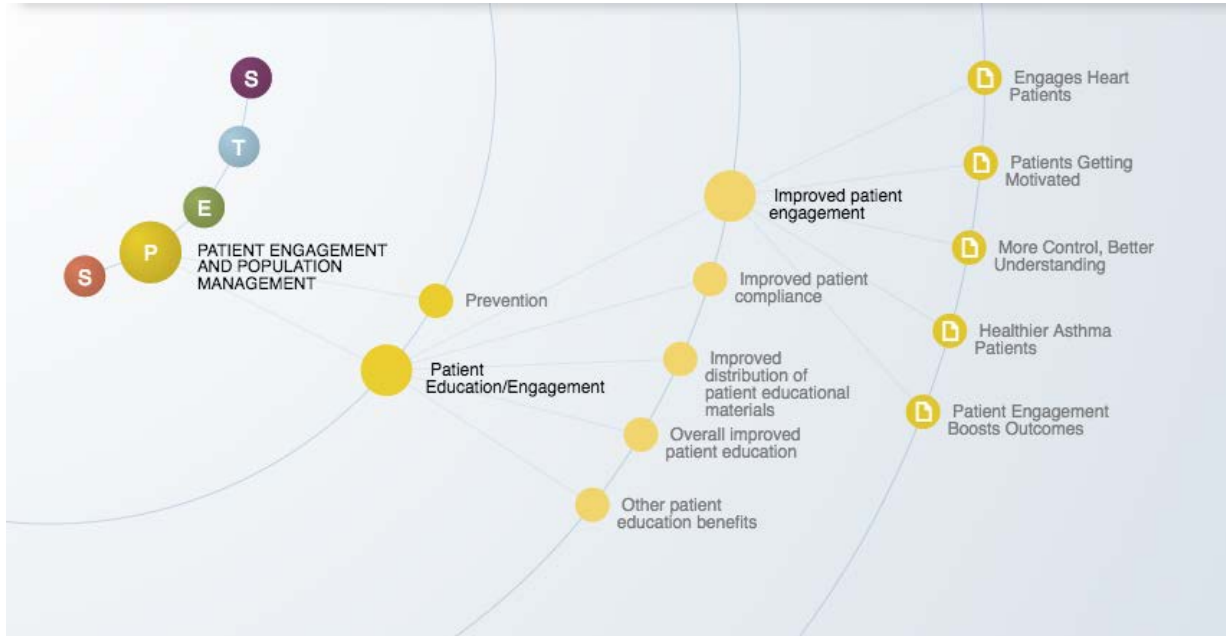 S
T
E
P
S
PATIENT ENGAGEMENT
AND POPULATION
MANAGEMENT
Prevention
Patient
Education/Engagement
Improved patient
engagement
Improved patient
compliance
Improved
distribution of
patient educational
materials
Overall improved
patient education
Other patient
education benefits
Engages Heart
Patients
Patients Getting
Motivated
More Control, Better
Understanding
Healthier Asthma
Patients
Patient Engagement
Boosts Outcomes